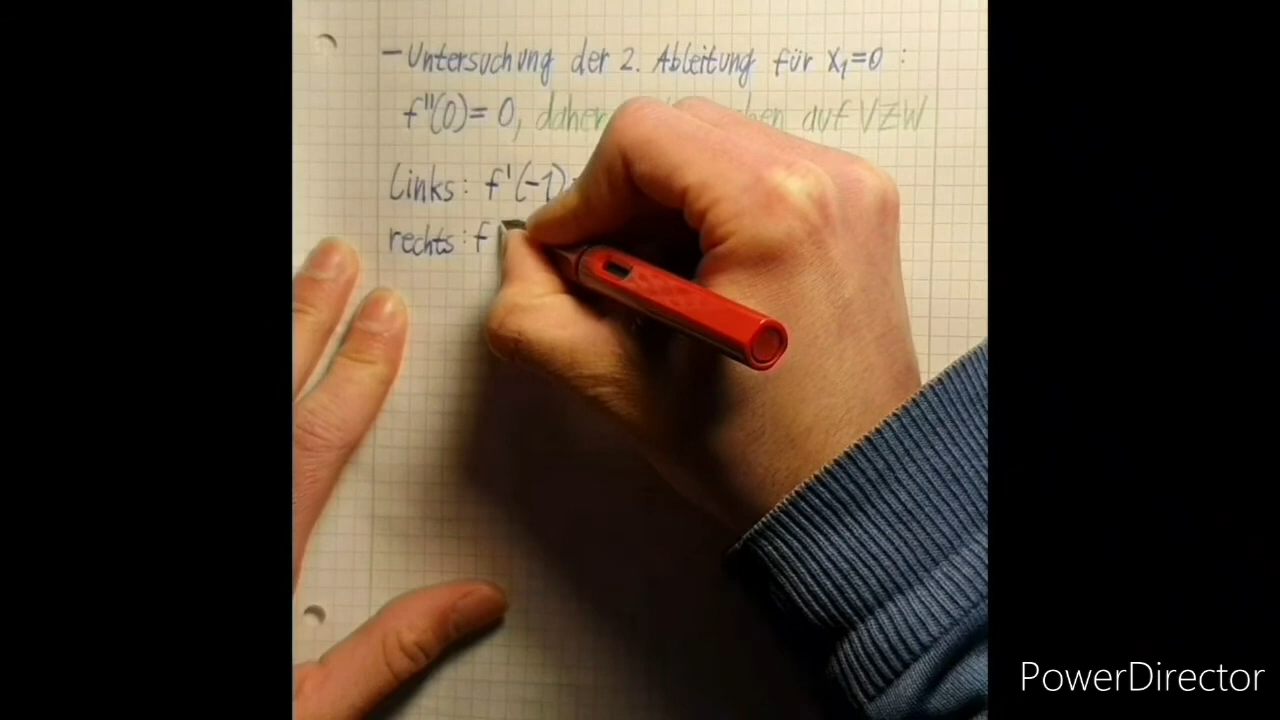 - Untersuchung der 2. Ableitung für x₁=0 :
f''(0)= 0, daher auf VZW
Links: f'(-1)
rechts: f
PowerDirector